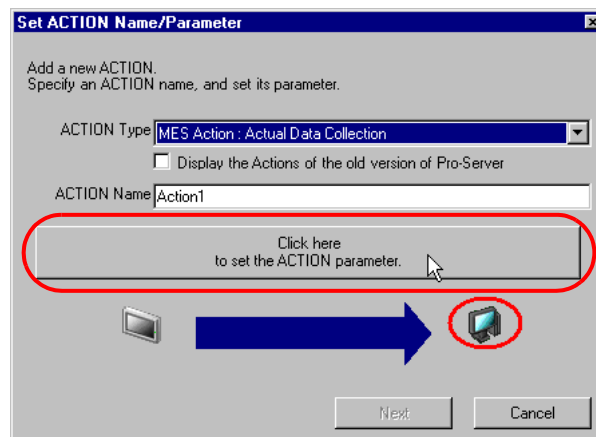 Set ACTION Name/Parameter
Add a new ACTION.
Specify an ACTION name, and set its parameter.
ACTION Type MES Action : Actual Data Collection
Display the Actions of the old version of Pro-Server
ACTION Name Action1
Click here
to set the ACTION parameter.
Next Cancel